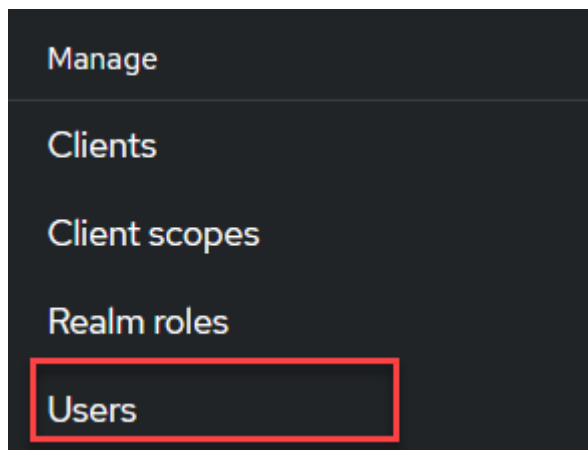 Manage
Clients
Client scopes
Realm roles
Users